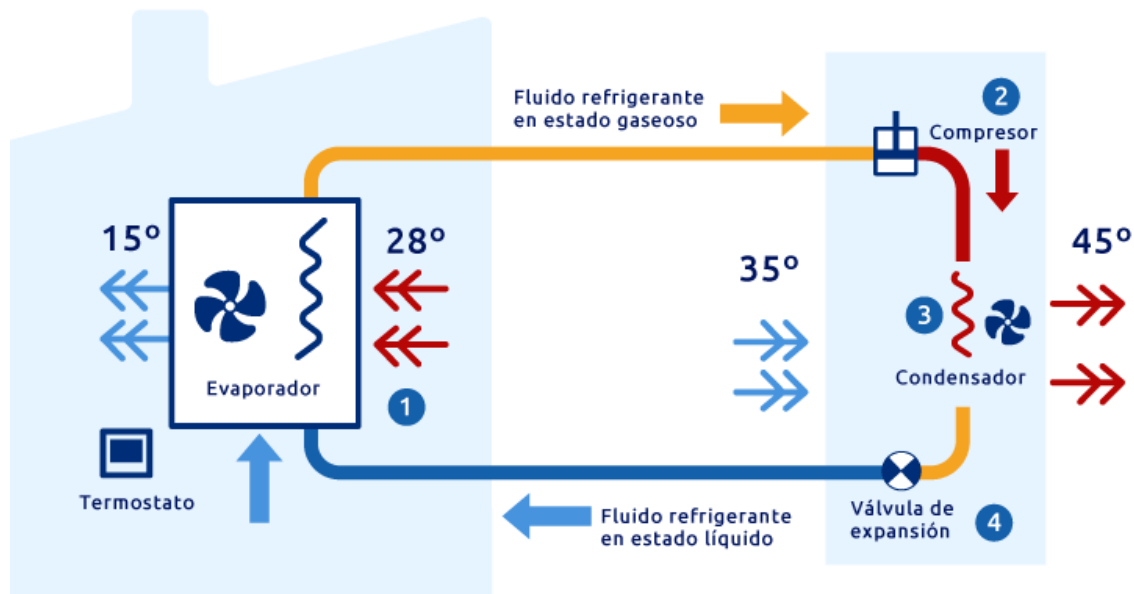 Fluido refrigerante
en estado gaseoso
2
Compresor
15º
28º
35º
45º
3
Evaporador
Condensador
1
Termostato
Fluido refrigerante
en estado líquido
Válvula de
expansión
4